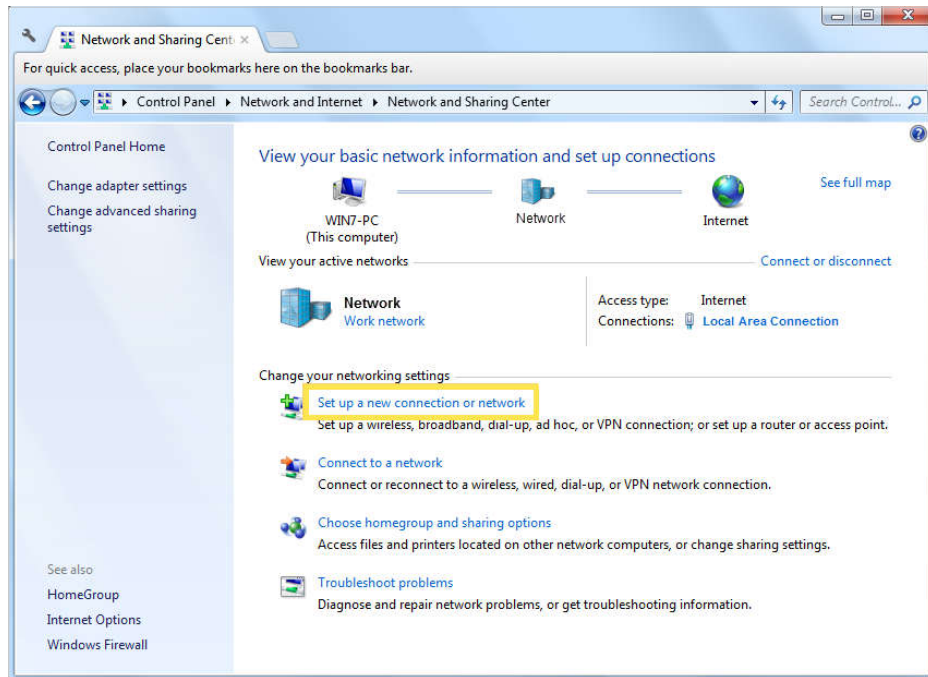 Network and Sharing Cent
For quick access, place your bookmarks here on the bookmarks bar.
Control Panel Network and Internet Network and Sharing Center
Search Control...
Control Panel Home
Change adapter settings
Change advanced sharing
settings
View your basic network information and set up connections
See full map
WIN7-PC
(This computer)
Network
Internet
View your active networks
Connect or disconnect
Network
Work network
Access type: Internet
Connections: Local Area Connection
Change your networking settings
Set up a new connection or network
Set up a wireless, broadband, dial-up, ad hoc, or VPN connection; or set up a router or access point.
Connect to a network
Connect or reconnect to a wireless, wired, dial-up, or VPN network connection.
Choose homegroup and sharing options
Access files and printers located on other network computers, or change sharing settings.
Troubleshoot problems
Diagnose and repair network problems, or get troubleshooting information.
See also
HomeGroup
Internet Options
Windows Firewall